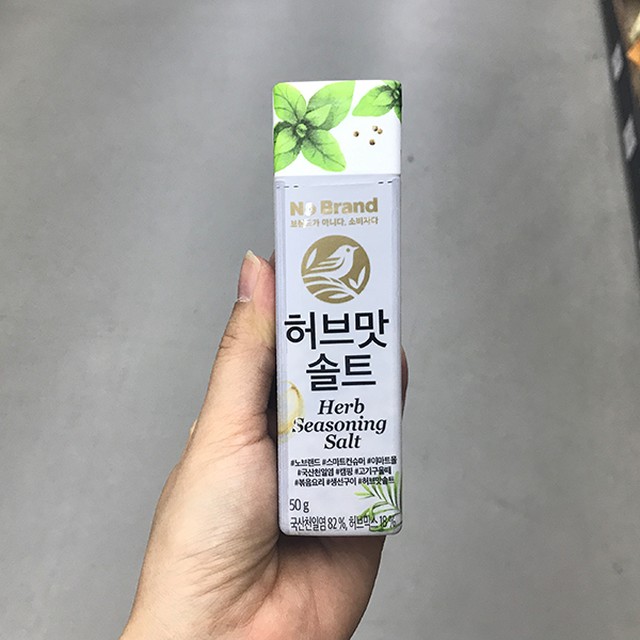 No Brand
브랜드가 아니다. 소비자다
허브맛
솔트
Herb
Seasoning
Salt
#노브랜드 #스마트컨슈머 #이마트몰
#국산천일염 #캠핑 #고기구울때
#볶음요리 #생선구이 #허브맛솔트
50 g
국산천일염 82 %, 허브믹스 18 %